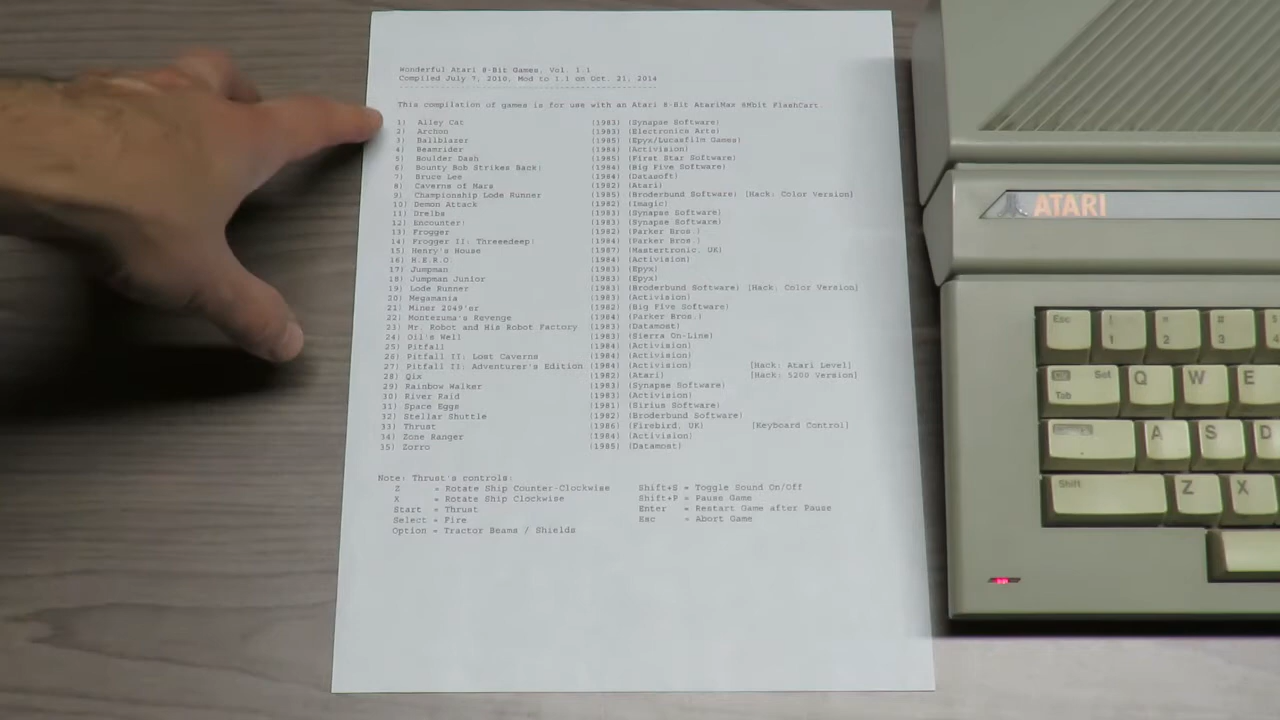 Wonderful Atari 8-Bit Games, Vol. 1.1
Compiled July 7, 2010, Mod to 1.1 on Oct. 21, 2014
This compilation of games is for use with an Atari 8-Bit AtariMax 8Mbit FlashCart.
1) Alley Cat (1983) (Synapse Software)
2) Archon (1983) (Electronics Arts)
3) Ballblazer (1985) (Epyx/Lucasfilm Games)
4) Beamrider (1984) (Activision)
5) Boulder Dash (1985) (First Star Software)
6) Bounty Bob Strikes Back! (1984) (Big Five Software)
7) Bruce Lee (1984) (Datasoft)
8) Caverns of Mars (1982) (Atari)
9) Championship Lode Runner (1985) (Broderbund Software) [Hack: Color Version]
10) Demon Attack (1982) (Imagic)
11) Drelbs (1983) (Synapse Software)
12) Encounter! (1983) (Synapse Software)
13) Frogger (1982) (Parker Bros.)
14) Frogger II: Threeedeep! (1984) (Parker Bros.)
15) Henry's House (1987) (Mastertronic, UK)
16) H.E.R.O. (1984) (Activision)
17) Jumpman (1983) (Epyx)
18) Jumpman Junior (1983) (Epyx)
19) Lode Runner (1983) (Broderbund Software) [Hack: Color Version]
20) Megamania (1983) (Activision)
21) Miner 2049'er (1982) (Big Five Software)
22) Montezuma's Revenge (1984) (Parker Bros.)
23) Mr. Robot and His Robot Factory (1983) (Datamost)
24) Oil's Well (1983) (Sierra On-Line)
25) Pitfall (1984) (Activision)
26) Pitfall II: Lost Caverns (1984) (Activision)
27) Pitfall II: Adventurer's Edition (1984) (Activision) [Hack: Atari Level]
28) Qix (1982) (Atari) [Hack: 5200 Version]
29) Rainbow Walker (1983) (Synapse Software)
30) River Raid (1983) (Activision)
31) Space Eggs (1981) (Sirius Software)
32) Stellar Shuttle (1982) (Broderbund Software)
33) Thrust (1986) (Firebird, UK) [Keyboard Control]
34) Zone Ranger (1984) (Activision)
35) Zorro (1985) (Datamost)
Note: Thrust's controls:
Z = Rotate Ship Counter-Clockwise Shift+S = Toggle Sound On/Off
X = Rotate Ship Clockwise Shift+P = Pause Game
Start = Thrust Enter = Restart Game after Pause
Select = Fire Esc = Abort Game
Option = Tractor Beams / Shields
ATARI
Esc ! 1 " 2 # 3 $ 4
Clr Set Tab Q W E
A S D
Shift Z X